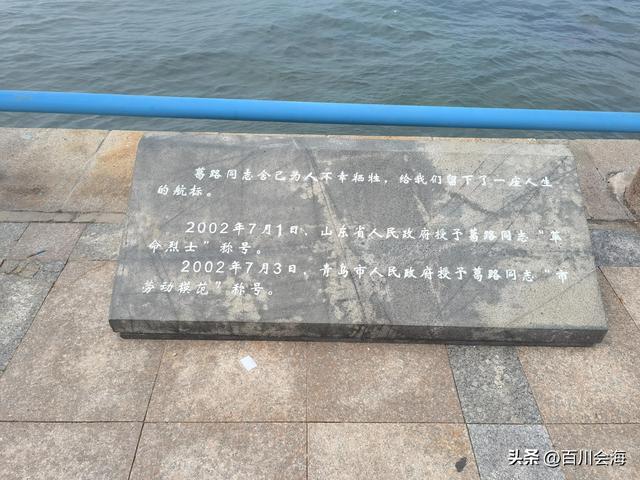 葛路同志舍己为人不幸牺牲，给我们留下了一座人生
的航标。
2002年7月1日、山东省人民政府授予葛路同志“革
命烈士”称号。
2002年7月3日，青岛市人民政府授予葛路同志“市
劳动模范”称号。
头条 @百川会海